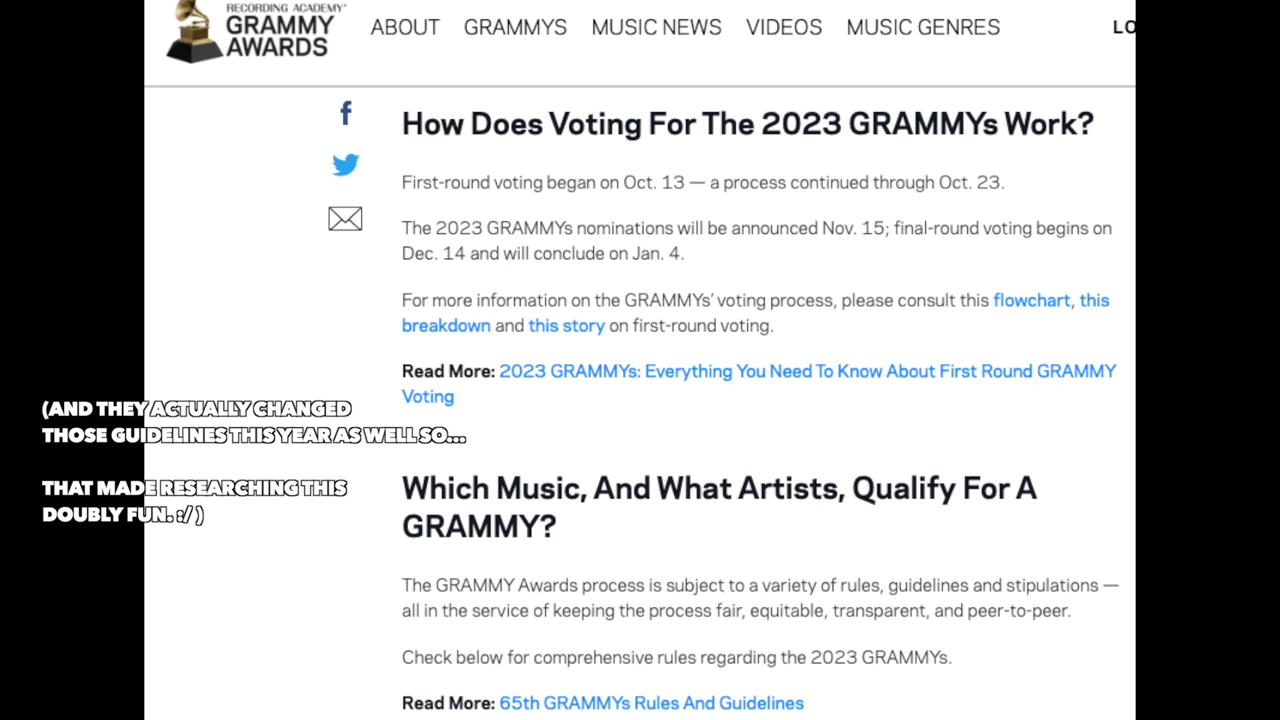 RECORDING ACADEMY
GRAMMY
AWARDS
ABOUT GRAMMYS MUSIC NEWS VIDEOS MUSIC GENRES LO
How Does Voting For The 2023 GRAMMYs Work?
First-round voting began on Oct. 13 — a process continued through Oct. 23.
The 2023 GRAMMYs nominations will be announced Nov. 15; final-round voting begins on
Dec. 14 and will conclude on Jan. 4.
For more information on the GRAMMYs’ voting process, please consult this flowchart, this
breakdown and this story on first-round voting.
Read More: 2023 GRAMMYs: Everything You Need To Know About First Round GRAMMY
Voting
(AND THEY ACTUALLY CHANGED
THOSE GUIDELINES THIS YEAR AS WELL SO...
THAT MADE RESEARCHING THIS
DOUBLY FUN. :/ )
Which Music, And What Artists, Qualify For A
GRAMMY?
The GRAMMY Awards process is subject to a variety of rules, guidelines and stipulations —
all in the service of keeping the process fair, equitable, transparent, and peer-to-peer.
Check below for comprehensive rules regarding the 2023 GRAMMYs.
Read More: 65th GRAMMYs Rules And Guidelines